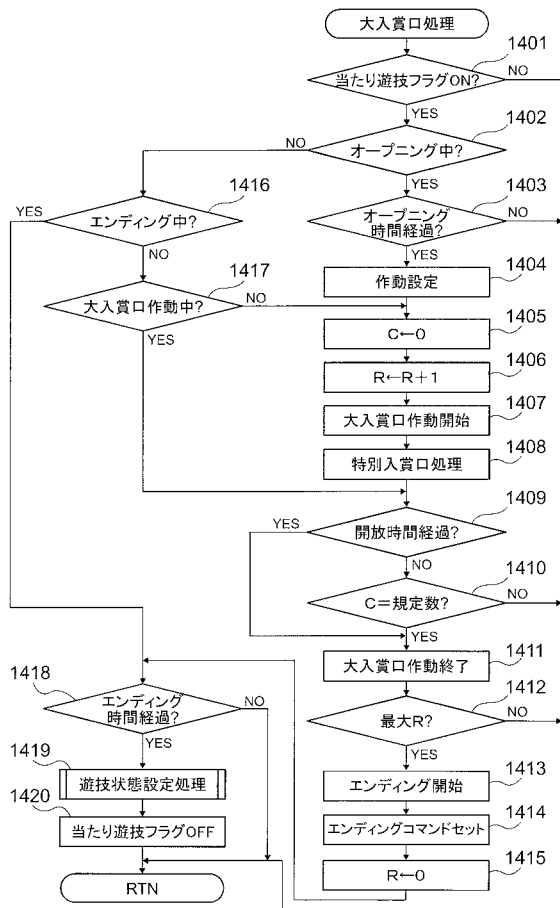 大入賞口処理
1401
当たり遊技フラグON?
NO
YES
1402
オープニング中?
NO
YES
1403
オープニング
時間経過?
NO
YES
1416
エンディング中?
YES
NO
1404
作動設定
1417
大入賞口作動中?
NO
YES
1405
C←0
1406
R←R+1
1407
大入賞口作動開始
1408
特別入賞口処理
1409
開放時間経過?
YES
NO
1410
C=規定数?
NO
YES
1411
大入賞口作動終了
1412
最大R?
NO
YES
1413
エンディング開始
1414
エンディングコマンドセット
1415
R←0
1418
エンディング
時間経過?
NO
YES
1419
遊技状態設定処理
1420
当たり遊技フラグOFF
RTN